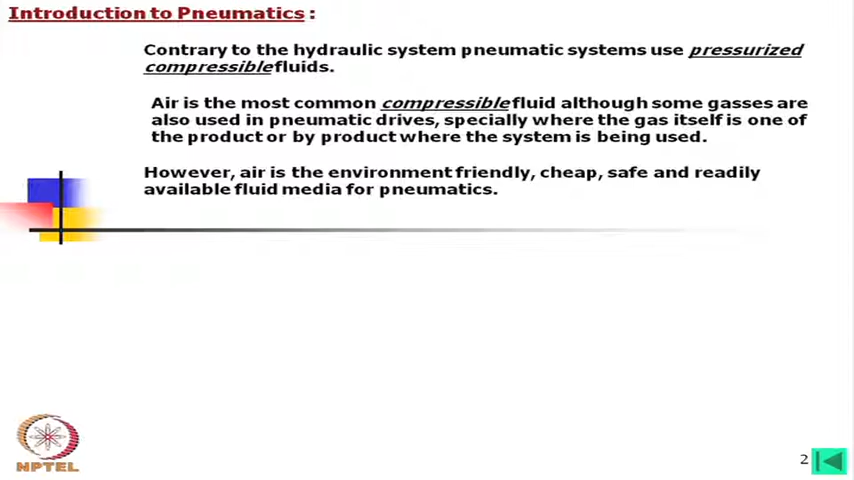 Introduction to Pneumatics :
Contrary to the hydraulic system pneumatic systems use pressurized
compressible fluids.
Air is the most common compressible fluid although some gasses are
also used in pneumatic drives, specially where the gas itself is one of
the product or by product where the system is being used.
However, air is the environment friendly, cheap, safe and readily
available fluid media for pneumatics.
NPTEL
2